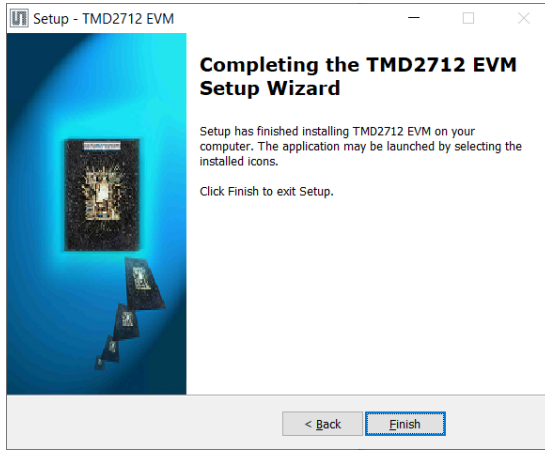 Setup - TMD2712 EVM
Completing the TMD2712 EVM
Setup Wizard
Setup has finished installing TMD2712 EVM on your
computer. The application may be launched by selecting the
installed icons.
Click Finish to exit Setup.
< Back
Finish